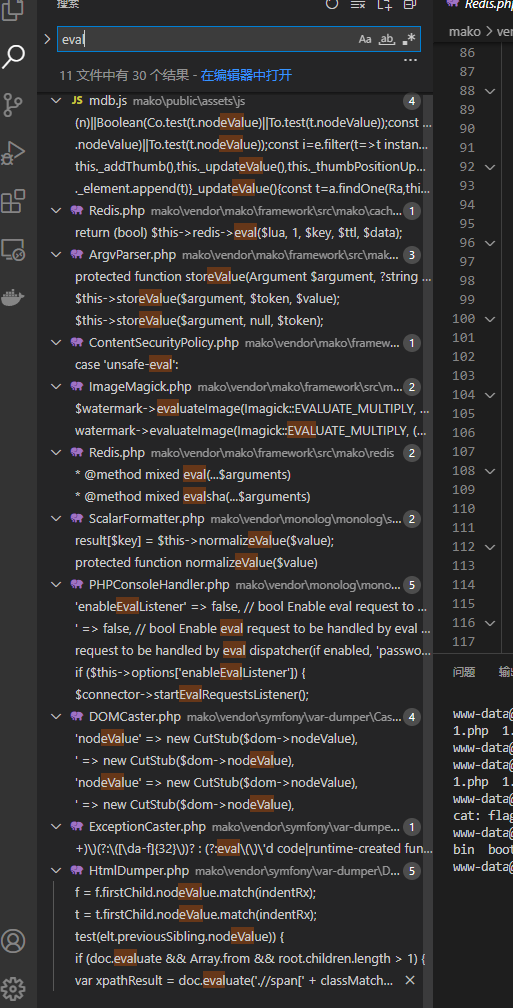 搜索
Redis.php
eval
Aa ab .*
mako > ven
11 文件中有 30 个结果 - 在编辑器中打开
JS mdb.js mako\public\assets\js 4
(n)||Boolean(Co.test(t.nodeValue)||To.test(t.nodeValue));const ...
.nodeValue)||To.test(t.nodeValue));const i=e.filter(t=>t instan...
this._addThumb(),this._updateValue(),this._thumbPositionUp...
._element.append(t)}_updateValue(){const t=a.findOne(Ra,thi...
Redis.php mako\vendor\mako\framework\src\mako\cach... 1
return (bool) $this->redis->eval($lua, 1, $key, $ttl, $data);
ArgvParser.php mako\vendor\mako\framework\src\mak... 3
protected function storeValue(Argument $argument, ?string ...
$this->storeValue($argument, $token, $value);
$this->storeValue($argument, null, $token);
ContentSecurityPolicy.php mako\vendor\mako\framew... 1
case 'unsafe-eval':
ImageMagick.php mako\vendor\mako\framework\src\m... 2
$watermark->evaluateImage(Imagick::EVALUATE_MULTIPLY, ...
watermark->evaluateImage(Imagick::EVALUATE_MULTIPLY, (...
Redis.php mako\vendor\mako\framework\src\mako\redis 2
* @method mixed eval(...$arguments)
* @method mixed evalsha(...$arguments)
ScalarFormatter.php mako\vendor\monolog\monolog\s... 2
result[$key] = $this->normalizeValue($value);
protected function normalizeValue($value)
PHPConsoleHandler.php mako\vendor\monolog\mono... 5
'enableEvalListener' => false, // bool Enable eval request to ...
' => false, // bool Enable eval request to be handled by eval ...
request to be handled by eval dispatcher(if enabled, 'passwo...
if ($this->options['enableEvalListener']) {
$connector->startEvalRequestsListener();
DOMCaster.php mako\vendor\symfony\var-dumper\Cas... 4
'nodeValue' => new CutStub($dom->nodeValue),
' => new CutStub($dom->nodeValue),
'nodeValue' => new CutStub($dom->nodeValue),
' => new CutStub($dom->nodeValue),
ExceptionCaster.php mako\vendor\symfony\var-dumpe... 1
+)\)(?:\([\da-f]{32}\))? : (?:eval\(\)\'d code|runtime-created fun...
HtmlDumper.php mako\vendor\symfony\var-dumper\D... 5
f = f.firstChild.nodeValue.match(indentRx);
t = t.firstChild.nodeValue.match(indentRx);
test(elt.previousSibling.nodeValue)) {
if (doc.evaluate && Array.from && root.children.length > 1) {
var xpathResult = doc.evaluate('.//span[' + classMatch...
86
87
88
89
90
91
92
93
94
95
96
97
98
99
100
101
102
103
104
105
106
107
108
109
110
111
112
113
114
115
116
117
问题 输
www-data@
1.php 1.
www-data@
www-data@
1.php 1.
www-data@
cat: flag
www-data@
bin boot
www-data@